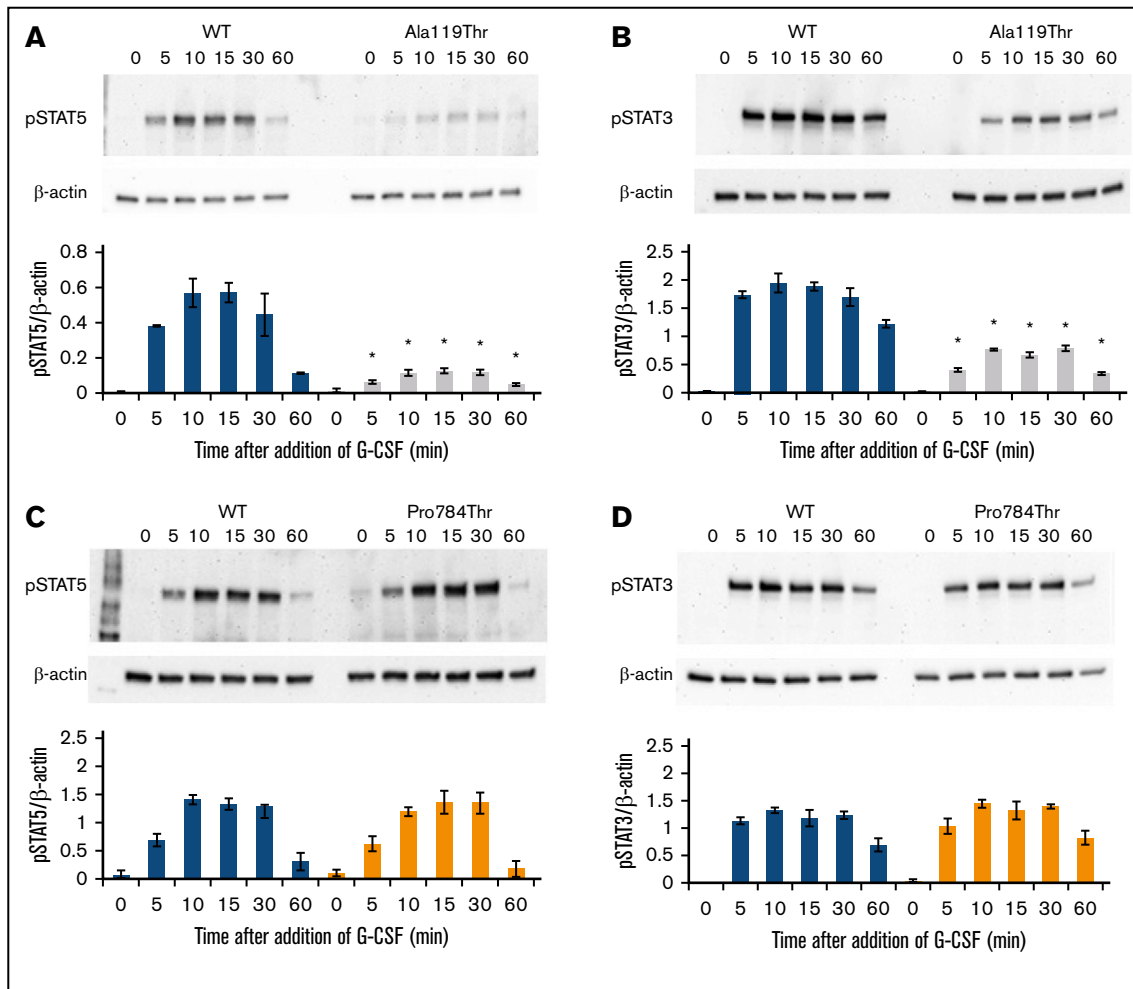 A
WT Ala119Thr
0 5 10 15 30 60 0 5 10 15 30 60
pSTAT5
β-actin
pSTAT5/β-actin
0.8
0.6
0.4
0.2
0
* * * * *
0 5 10 15 30 60 0 5 10 15 30 60
Time after addition of G-CSF (min)
B
WT Ala119Thr
0 5 10 15 30 60 0 5 10 15 30 60
pSTAT3
β-actin
pSTAT3/β-actin
2.5
2
1.5
1
0.5
0
* * * * *
0 5 10 15 30 60 0 5 10 15 30 60
Time after addition of G-CSF (min)
C
WT Pro784Thr
0 5 10 15 30 60 0 5 10 15 30 60
pSTAT5
β-actin
pSTAT5/β-actin
2.5
2
1.5
1
0.5
0
0 5 10 15 30 60 0 5 10 15 30 60
Time after addition of G-CSF (min)
D
WT Pro784Thr
0 5 10 15 30 60 0 5 10 15 30 60
pSTAT3
β-actin
pSTAT3/β-actin
2.5
2
1.5
1
0.5
0
0 5 10 15 30 60 0 5 10 15 30 60
Time after addition of G-CSF (min)